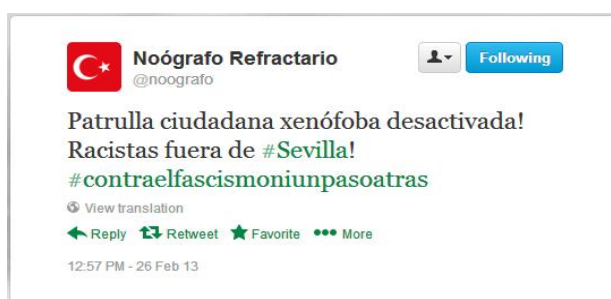 Noógrafo Refractario
@noografo
Following
Patrulla ciudadana xenófoba desactivada!
Racistas fuera de #Sevilla!
#contraelfascismoniunpasoatras
View translation
Reply Retweet Favorite More
12:57 PM - 26 Feb 13